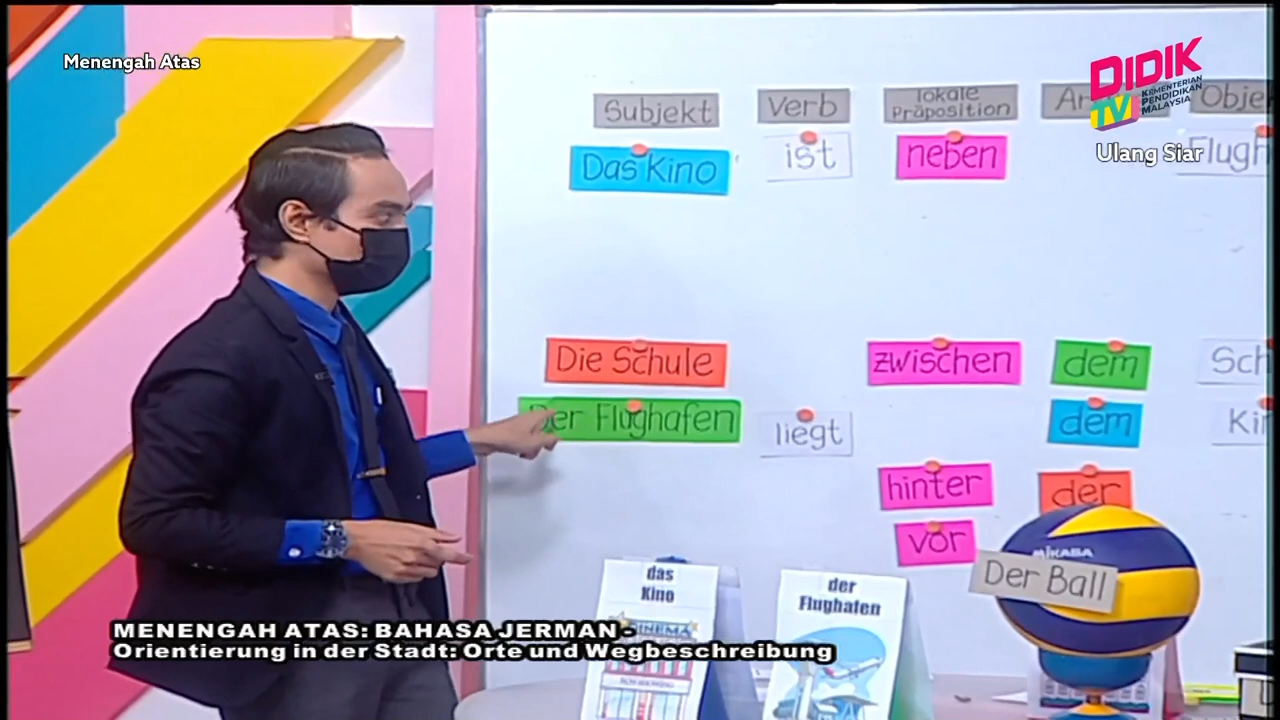 Menengah Atas
DIDIK
TV
KEMENTERIAN
PENDIDIKAN
MALAYSIA
Ulang Siar
Subjekt Verb lokale
Präposition
Das Kino ist neben
Die Schule zwischen dem
Der Flughafen liegt dem
hinter der
vor
MIKASA
Der Ball
das
Kino
CINEMA
der
Flughafen
MENENGAH ATAS: BAHASA JERMAN -
Orientierung in der Stadt: Orte und Wegbeschreibung